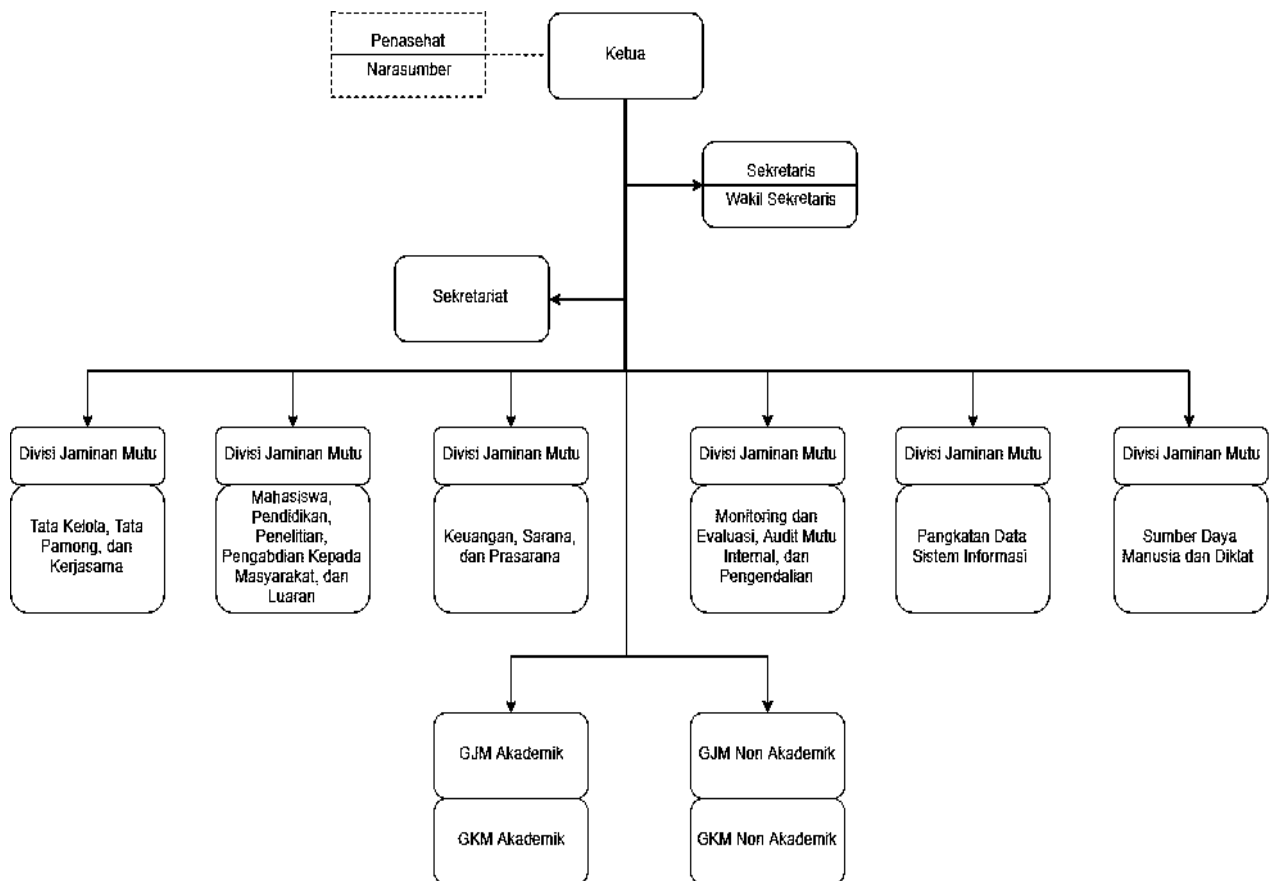 Penasehat
Narasumber
Ketua
Sekretaris
Wakil Sekretaris
Sekretariat
Divisi Jaminan Mutu
Tata Kelola, Tata
Pamong, dan
Kerjasama
Divisi Jaminan Mutu
Mahasiswa,
Pendidikan,
Penelitian,
Pengabdian Kepada
Masyarakat, dan
Luaran
Divisi Jaminan Mutu
Keuangan, Sarana,
dan Prasarana
Divisi Jaminan Mutu
Monitoring dan
Evaluasi, Audit Mutu
Internal, dan
Pengendalian
Divisi Jaminan Mutu
Pangkatan Data
Sistem Informasi
Divisi Jaminan Mutu
Sumber Daya
Manusia dan Diklat
GJM Akademik
GKM Akademik
GJM Non Akademik
GKM Non Akademik